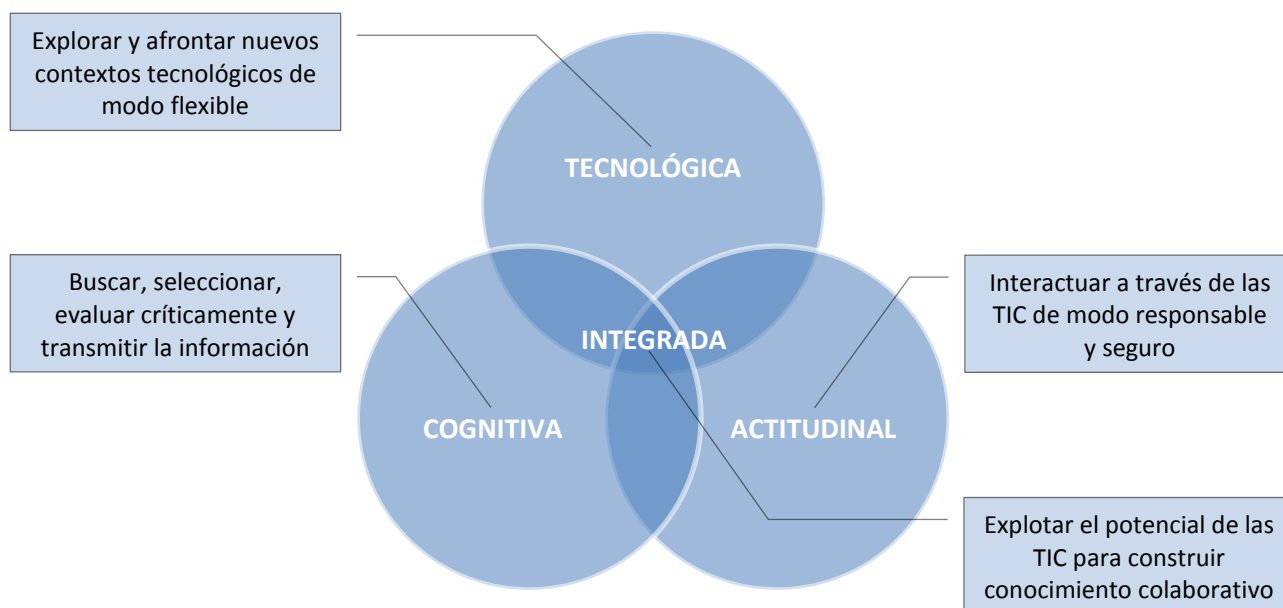 Explorar y afrontar nuevos
contextos tecnológicos de
modo flexible
TECNOLÓGICA
Buscar, seleccionar,
evaluar críticamente y
transmitir la información
Interactuar a través de las
TIC de modo responsable
y seguro
INTEGRADA
COGNITIVA
ACTITUDINAL
Explotar el potencial de las
TIC para construir
conocimiento colaborativo